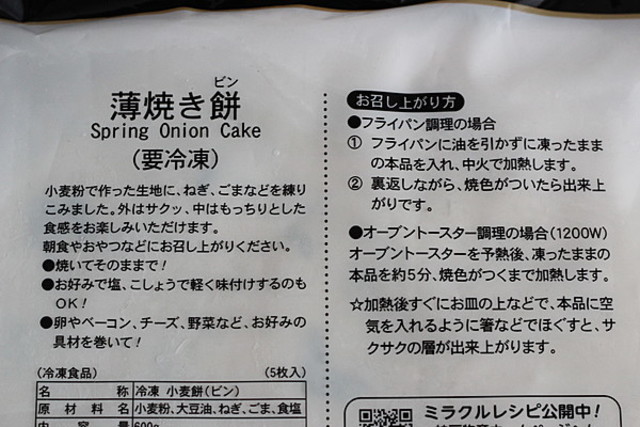 ビン
薄焼き餅
Spring Onion Cake
(要冷凍)
小麦粉で作った生地に、ねぎ、ごまなどを練り
こみました。外はサクッ、中はもっちりとした
食感をお楽しみいただけます。
朝食やおやつなどにお召し上がりください。
●焼いてそのままで!
●お好みで塩、こしょうで軽く味付けするのも
OK!
●卵やベーコン、チーズ、野菜など、お好みの
具材を巻いて!
(冷凍食品) (5枚入)
名 称 冷凍 小麦餅(ビン)
原材料名 小麦粉、大豆油、ねぎ、ごま、食塩
内容量 600g
お召し上がり方
●フライパン調理の場合
① フライパンに油を引かずに凍ったまま
の本品を入れ、中火で加熱します。
② 裏返しながら、焼色がついたら出来上
がりです。
●オーブントースター調理の場合(1200W)
オーブントースターを予熱後、凍ったままの
本品を約5分、焼色がつくまで加熱します。
☆加熱後すぐにお皿の上などで、本品に空
気を入れるように箸などでほぐすと、サ
クサクの層が出来上がります。
ミラクルレシピ公開中!